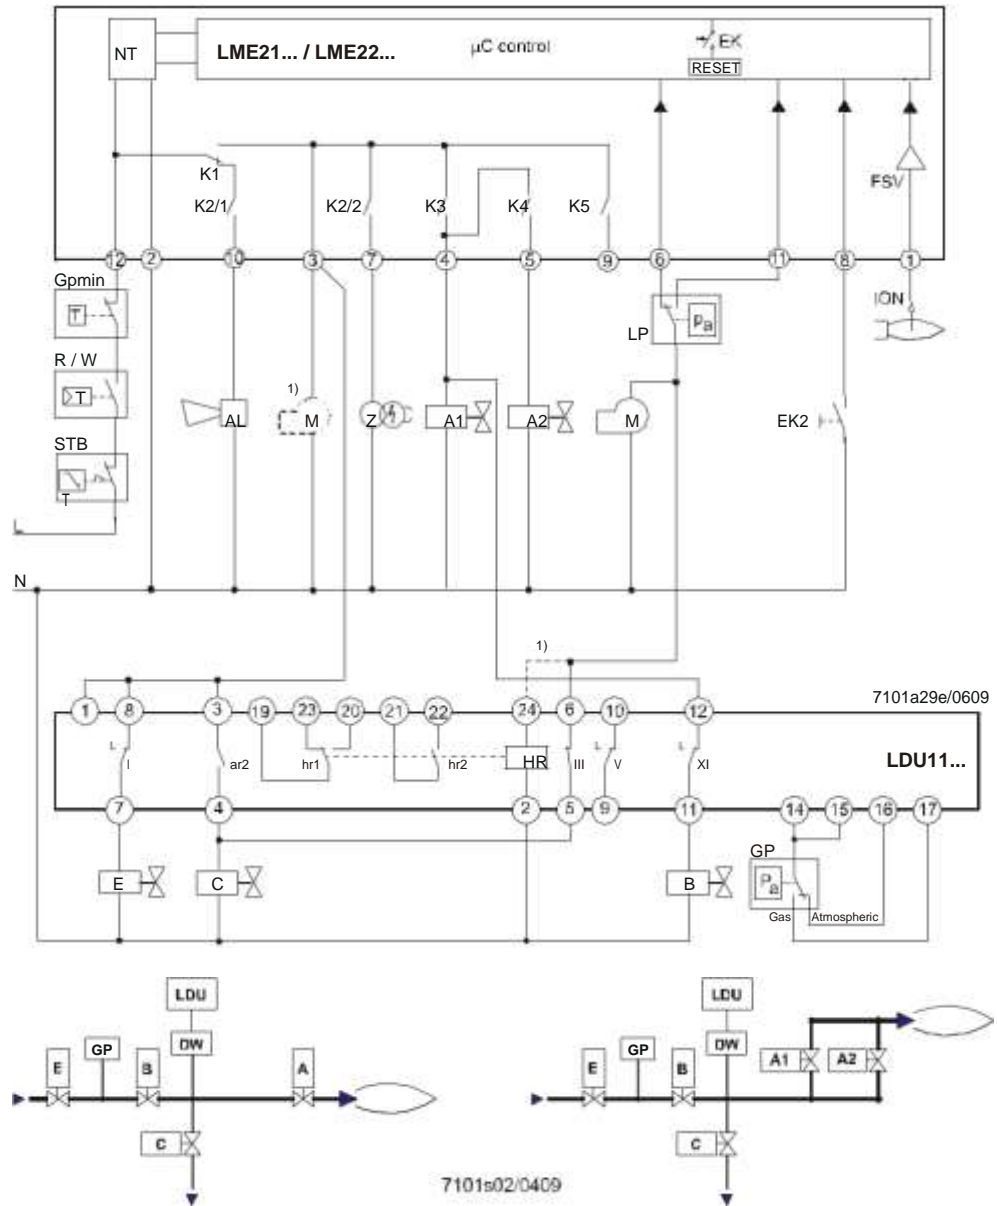 NT
LME21... / LME22...
µC control
EK
RESET
FSV
K1
K2/1
K2/2
K3
K4
K5
12 2 10 3 7 4 5 9 6 11 8 1
Gpmin
T
R / W
T
STB
T
L
N
AL
1)
M
Z
A1
A2
M
LP
Pa
ION
EK2
1)
7101a29e/0609
1 8 3 19 23 20 21 22 24 6 10 12
I
ar2
hr1
hr2
HR
III
V
XI
LDU11...
7 4 2 5 9 11 14 15 16 17
E
C
B
GP
Pa
Gas
Atmospheric
LDU
DW
E
GP
B
A
C
LDU
DW
E
GP
B
A1
A2
C
7101s02/0409